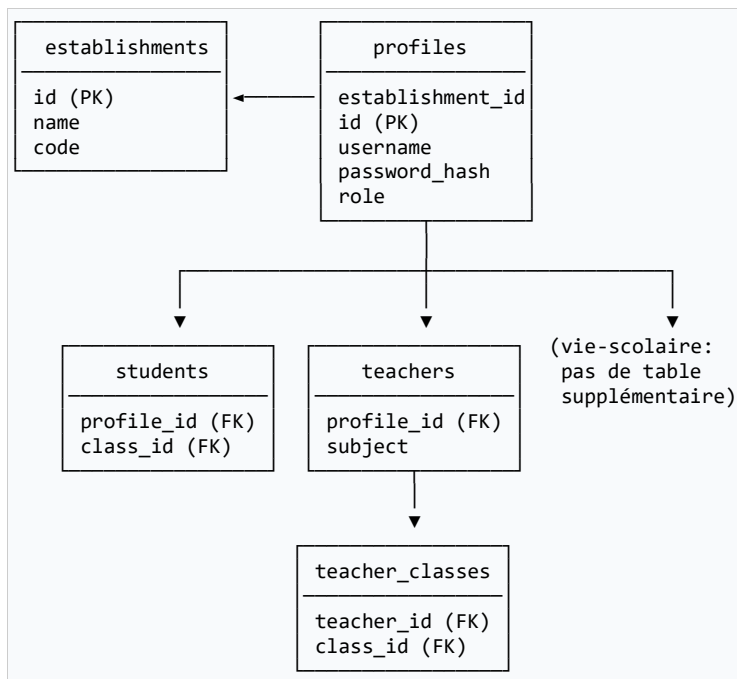 establishments
id (PK)
name
code
profiles
establishment_id
id (PK)
username
password_hash
role
students
profile_id (FK)
class_id (FK)
teachers
profile_id (FK)
subject
(vie-scolaire:
pas de table
supplémentaire)
teacher_classes
teacher_id (FK)
class_id (FK)